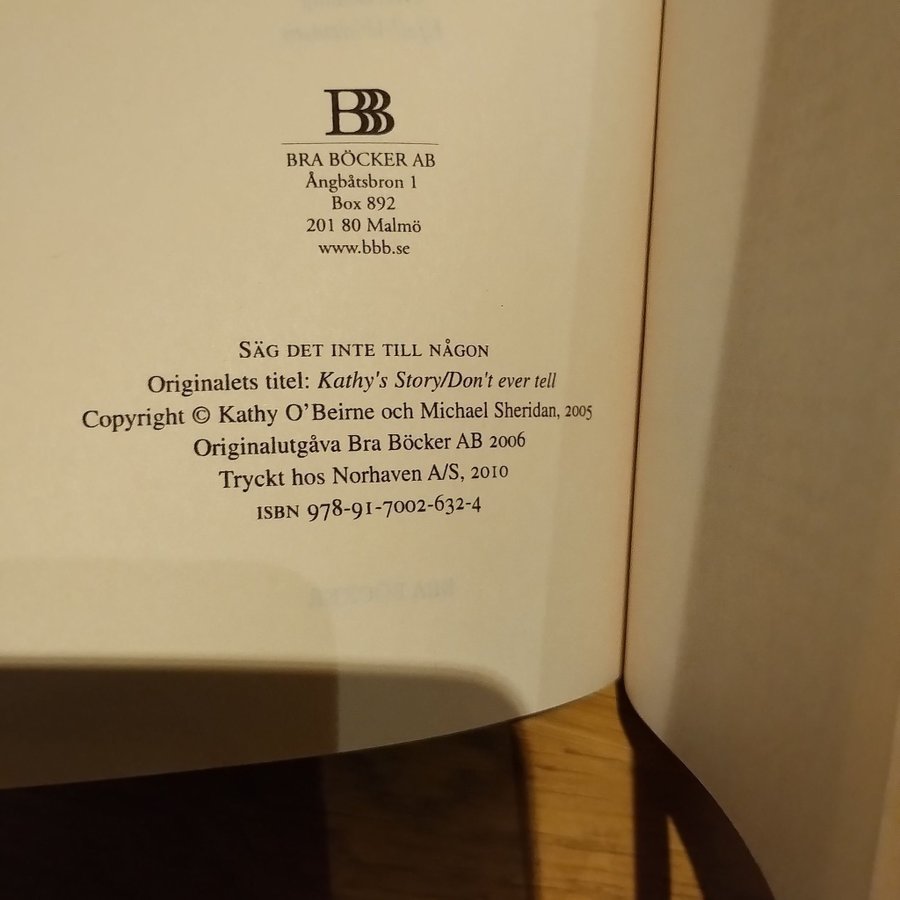 BBB
BRA BÖCKER AB
Ångbåtsbron 1
Box 892
201 80 Malmö
www.bbb.se
SÄG DET INTE TILL NÅGON
Originalets titel: Kathy's Story/Don't ever tell
Copyright © Kathy O'Beirne och Michael Sheridan, 2005
Originalutgåva Bra Böcker AB 2006
Tryckt hos Norhaven A/S, 2010
ISBN 978-91-7002-632-4